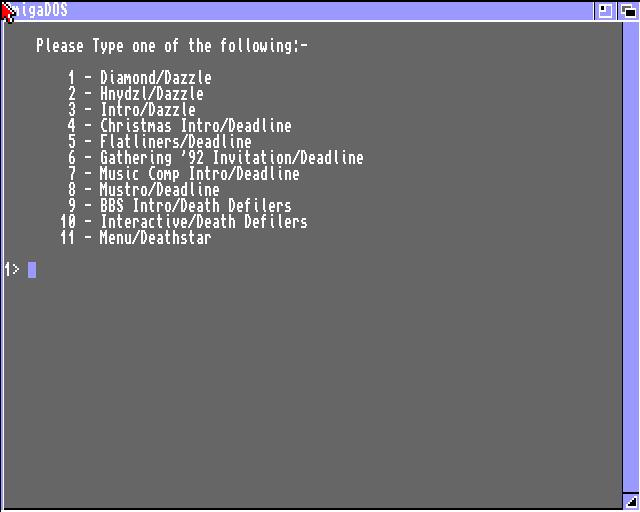 AmigaDOS
Please Type one of the following:-
1 - Diamond/Dazzle
2 - Hnydzl/Dazzle
3 - Intro/Dazzle
4 - Christmas Intro/Deadline
5 - Flatliners/Deadline
6 - Gathering '92 Invitation/Deadline
7 - Music Comp Intro/Deadline
8 - Mustro/Deadline
9 - BBS Intro/Death Defilers
10 - Interactive/Death Defilers
11 - Menu/Deathstar
1>